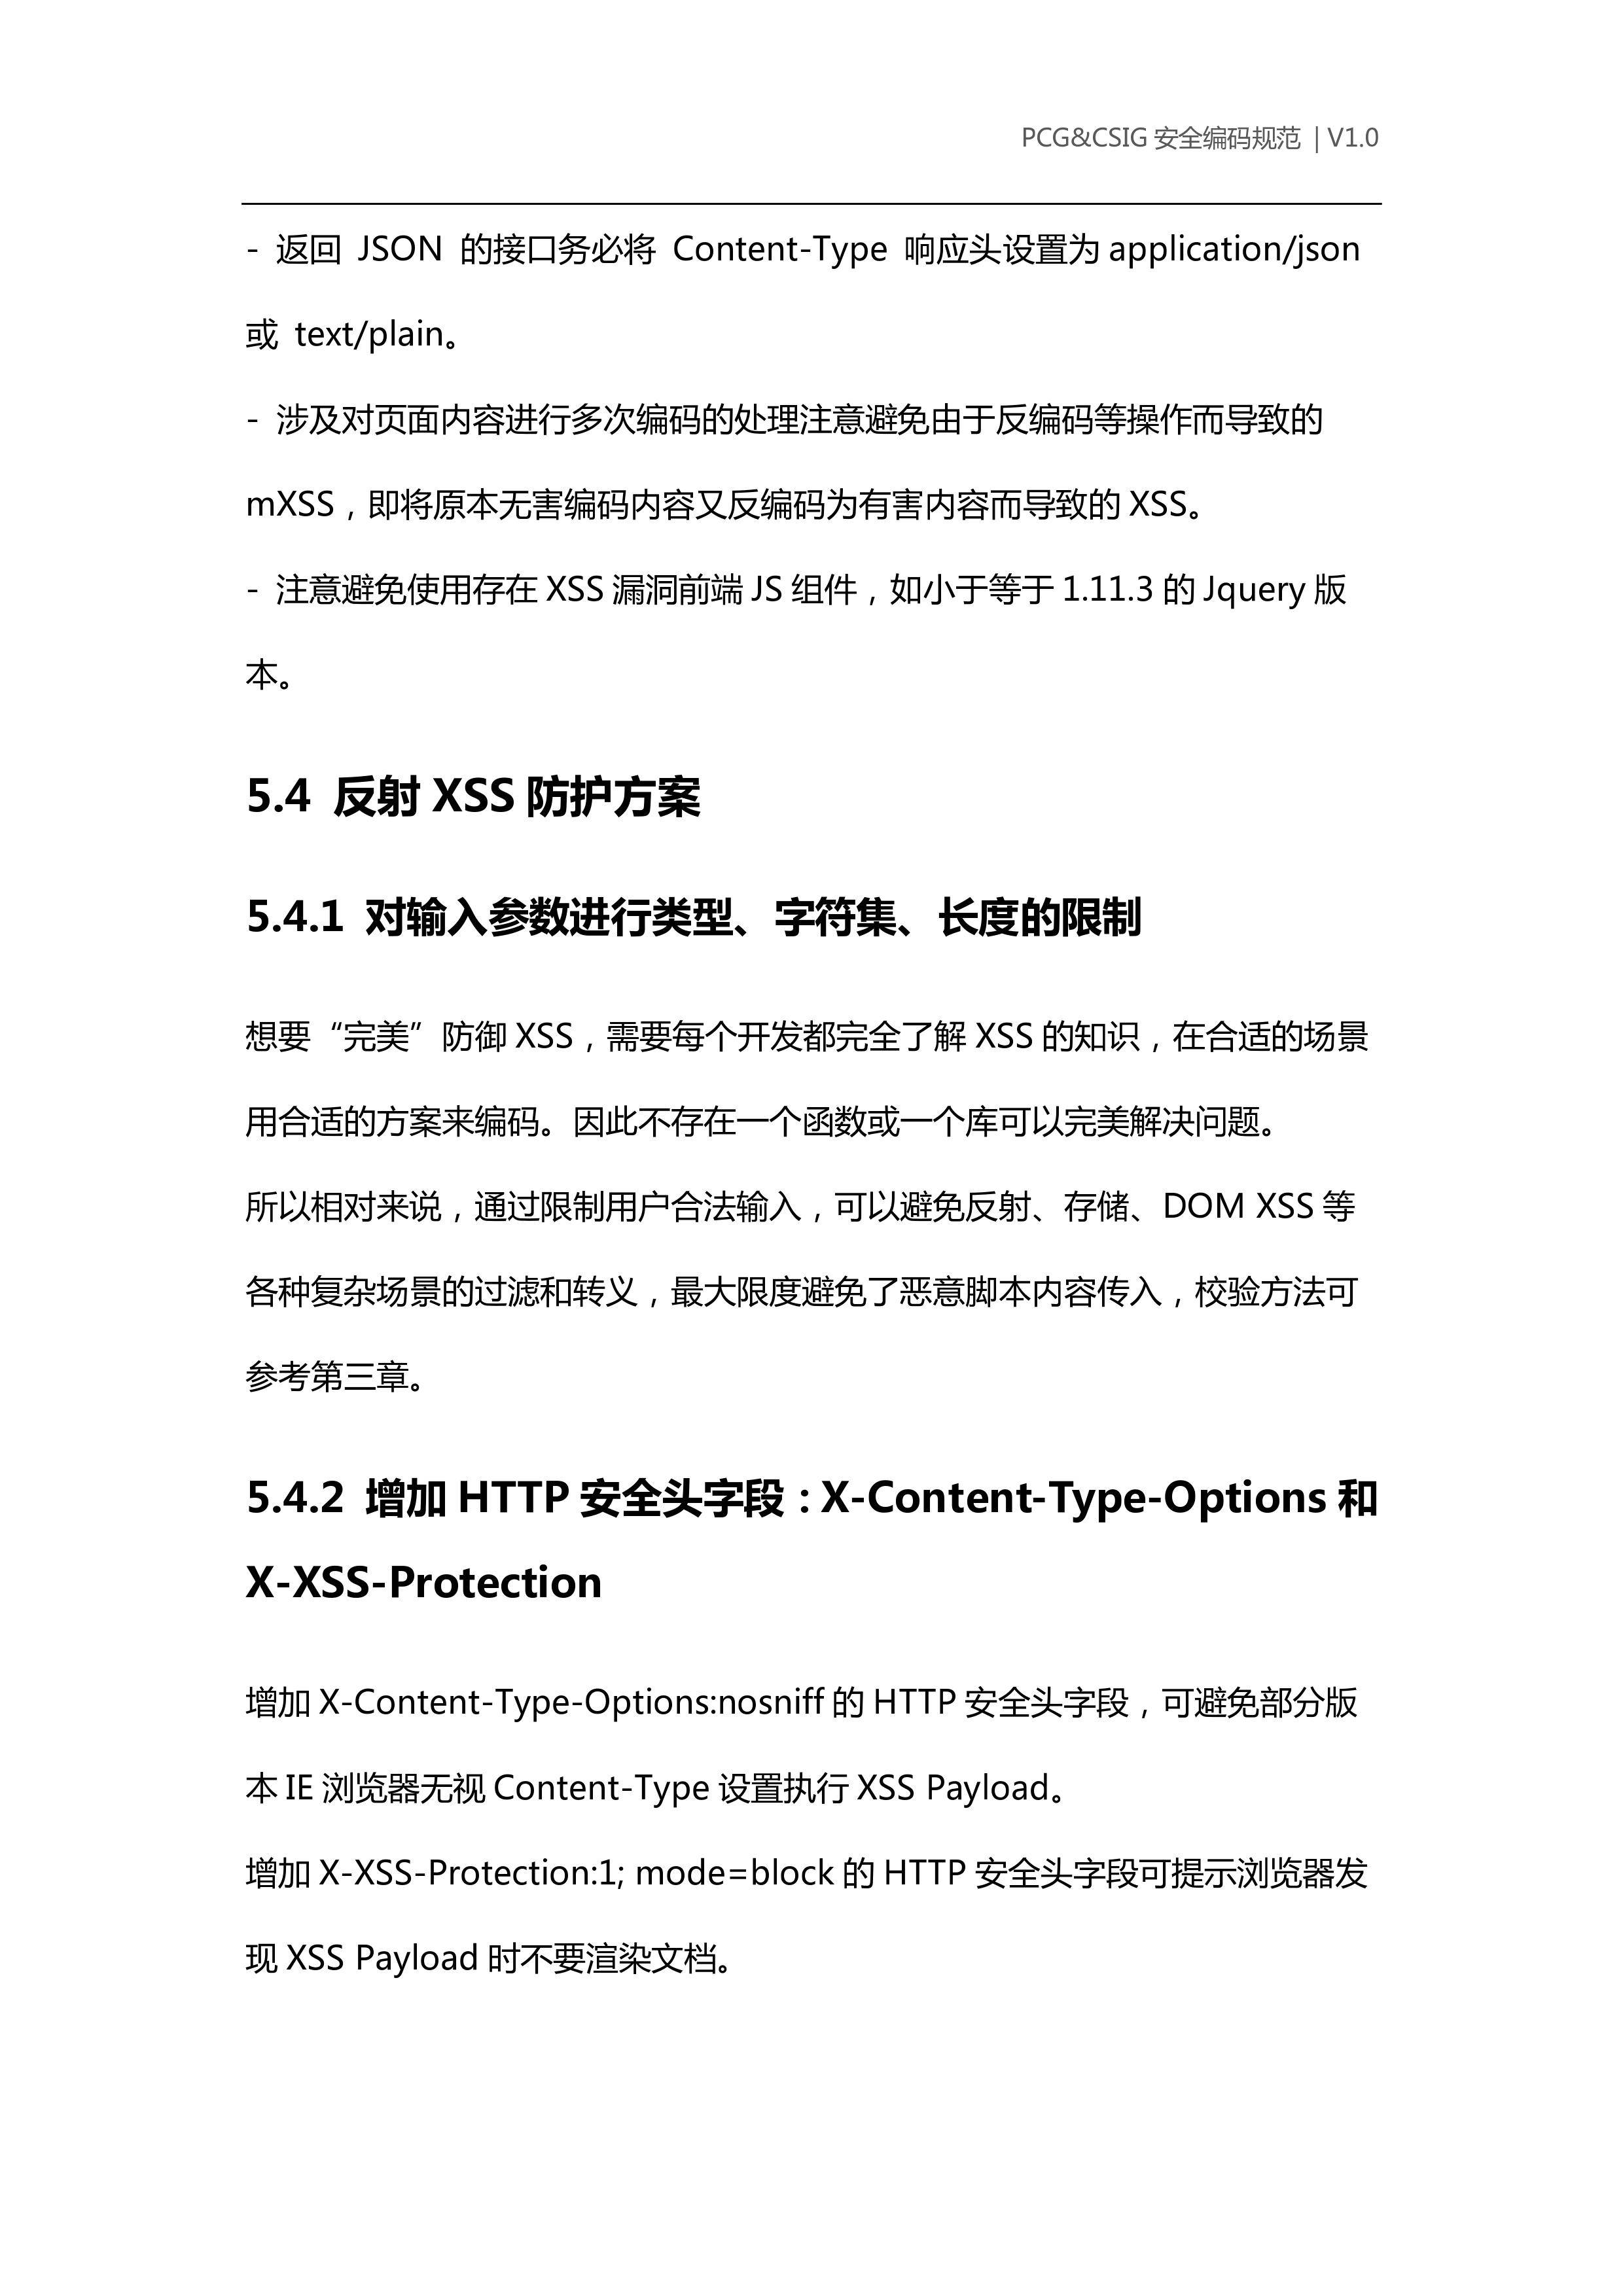 PCG&CSIG 安全编码规范 | V1.0
- 返回 JSON 的接口务必将 Content-Type 响应头设置为 application/json
或 text/plain。
- 涉及对页面内容进行多次编码的处理注意避免由于反编码等操作而导致的
mXSS，即将原本无害编码内容又反编码为有害内容而导致的 XSS。
- 注意避免使用存在 XSS 漏洞前端 JS 组件，如小于等于 1.11.3 的 Jquery 版
本。
5.4 反射 XSS 防护方案
5.4.1 对输入参数进行类型、字符集、长度的限制
想要“完美”防御 XSS，需要每个开发都完全了解 XSS 的知识，在合适的场景
用合适的方案来编码。因此不存在一个函数或一个库可以完美解决问题。
所以相对来说，通过限制用户合法输入，可以避免反射、存储、DOM XSS 等
各种复杂场景的过滤和转义，最大限度避免了恶意脚本内容传入，校验方法可
参考第三章。
5.4.2 增加 HTTP 安全头字段：X-Content-Type-Options 和
X-XSS-Protection
增加 X-Content-Type-Options:nosniff 的 HTTP 安全头字段，可避免部分版
本 IE 浏览器无视 Content-Type 设置执行 XSS Payload。
增加 X-XSS-Protection:1; mode=block 的 HTTP 安全头字段可提示浏览器发
现 XSS Payload 时不要渲染文档。